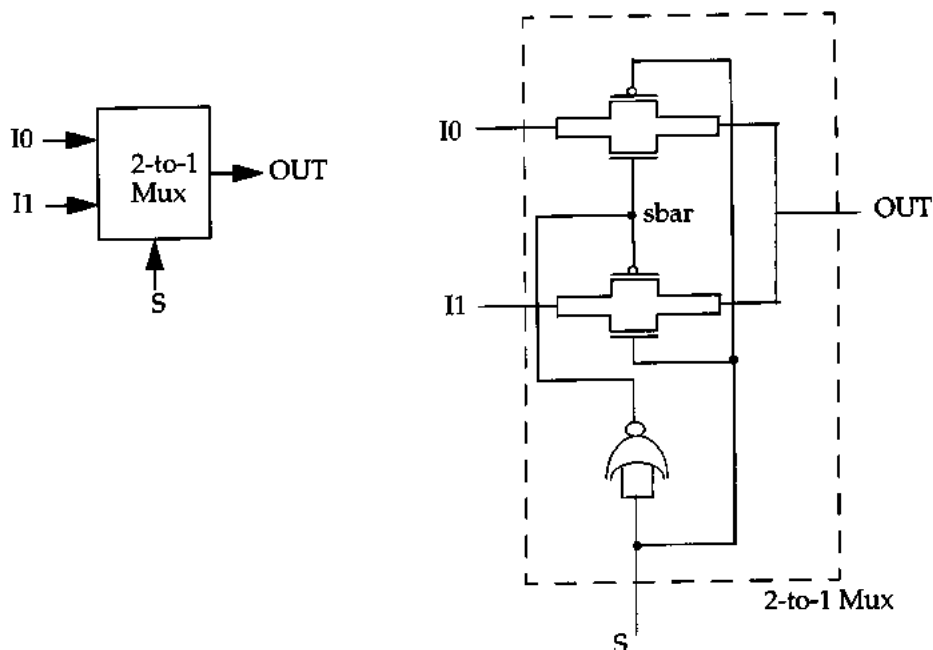 I0
I1
2-to-1
Mux
OUT
S
I0
sbar
OUT
I1
2-to-1 Mux
S